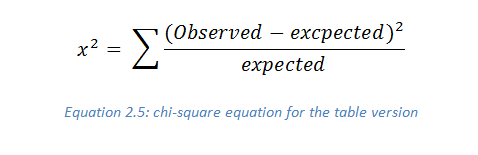 x² = ∑ (Observed − excpected)² / expected
Equation 2.5: chi-square equation for the table version